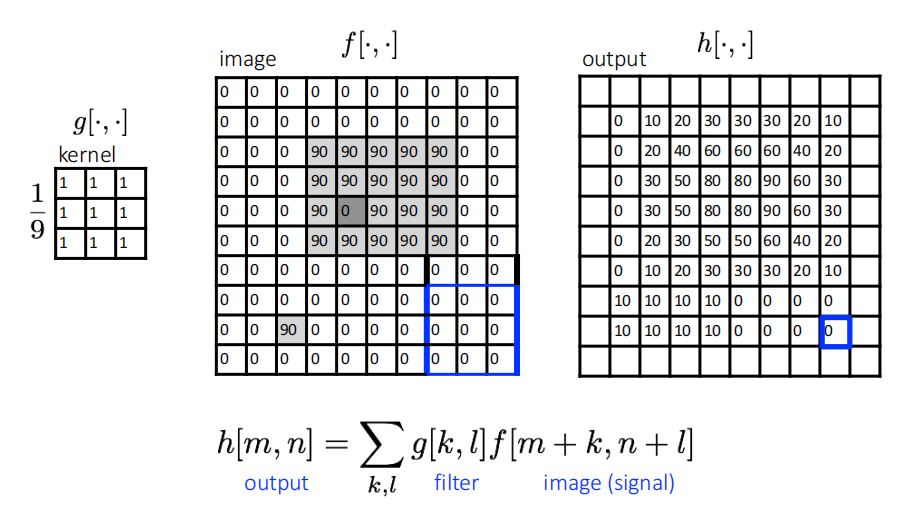 g[·,·]
kernel
1/9
1 1 1
1 1 1
1 1 1
image f[·,·]
0 0 0 0 0 0 0 0 0 0
0 0 0 0 0 0 0 0 0 0
0 0 0 90 90 90 90 90 0 0
0 0 0 90 90 90 90 90 0 0
0 0 0 90 0 90 90 90 0 0
0 0 0 90 90 90 90 90 0 0
0 0 0 0 0 0 0 0 0 0
0 0 0 0 0 0 0 0 0 0
0 0 90 0 0 0 0 0 0 0
0 0 0 0 0 0 0 0 0 0
output h[·,·]
0 10 20 30 30 30 20 10
0 20 40 60 60 60 40 20
0 30 50 80 80 90 60 30
0 30 50 80 80 90 60 30
0 20 30 50 50 60 40 20
0 10 20 30 30 30 20 10
10 10 10 10 0 0 0 0
10 10 10 10 0 0 0 0
h[m, n] = ∑ g[k, l] f[m + k, n + l]
k,l
output filter image (signal)